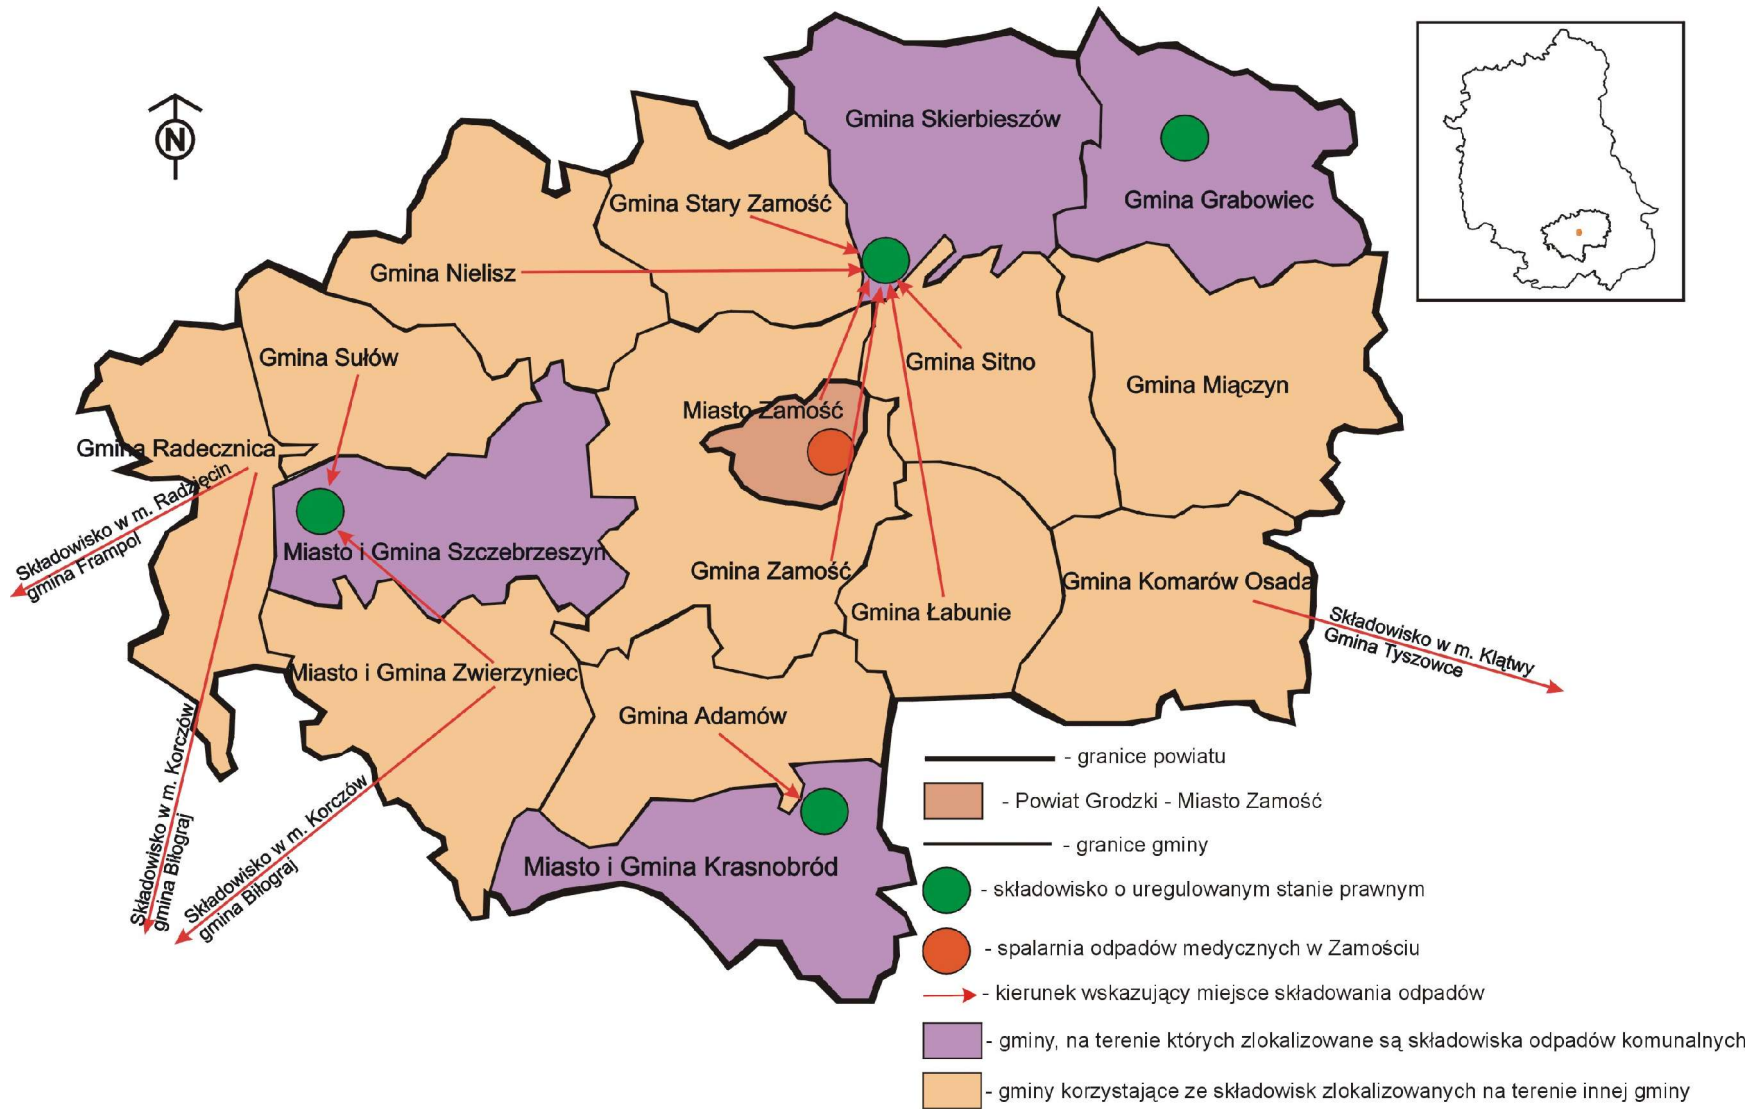 N
Gmina Skierbieszów
Gmina Grabowiec
Gmina Stary Zamość
Gmina Nielisz
Gmina Sułów
Gmina Sitno
Gmina Miączyn
Miasto Zamość
Gmina Radecznica
Składowisko w m. Radzięcin
gmina Frampol
Miasto i Gmina Szczebrzeszyn
Gmina Zamość
Gmina Łabunie
Gmina Komarów Osada
Składowisko w m. Klątwy
Gmina Tyszowce
Miasto i Gmina Zwierzyniec
Gmina Adamów
Składowisko w m. Korczów
gmina Biłograj
Składowisko w m. Korczów
gmina Biłograj
Miasto i Gmina Krasnobród
- granice powiatu
- Powiat Grodzki - Miasto Zamość
- granice gminy
- składowisko o uregulowanym stanie prawnym
- spalarnia odpadów medycznych w Zamościu
- kierunek wskazujący miejsce składowania odpadów
- gminy, na terenie których zlokalizowane są składowiska odpadów komunalnych
- gminy korzystające ze składowisk zlokalizowanych na terenie innej gminy